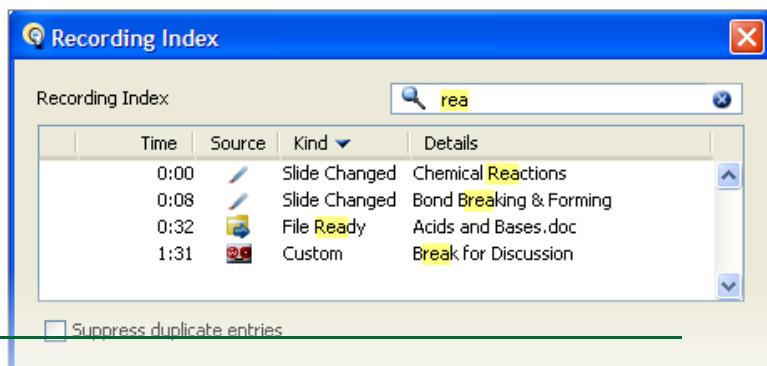 Recording Index
Recording Index rea
Time Source Kind Details
0:00 Slide Changed Chemical Reactions
0:08 Slide Changed Bond Breaking & Forming
0:32 File Ready Acids and Bases.doc
1:31 Custom Break for Discussion
Suppress duplicate entries